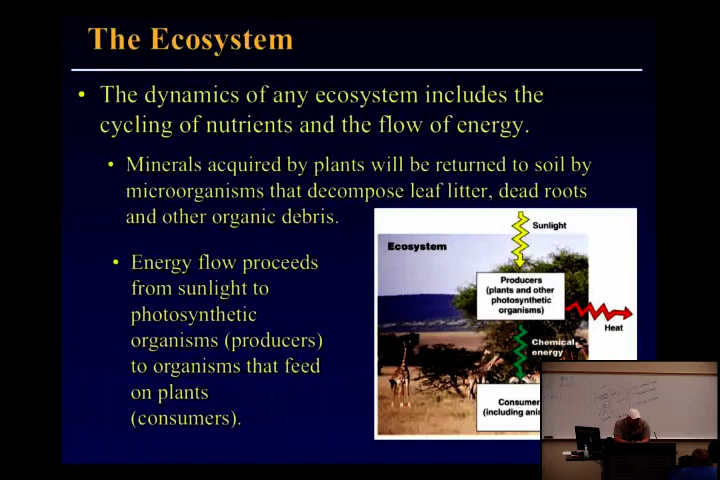 The Ecosystem
• The dynamics of any ecosystem includes the
cycling of nutrients and the flow of energy.
• Minerals acquired by plants will be returned to soil by
microorganisms that decompose leaf litter, dead roots
and other organic debris.
• Energy flow proceeds
from sunlight to
photosynthetic
organisms (producers)
to organisms that feed
on plants
(consumers).
Sunlight
Ecosystem
Producers
(plants and other
photosynthetic
organisms)
Heat
Chemical
energy